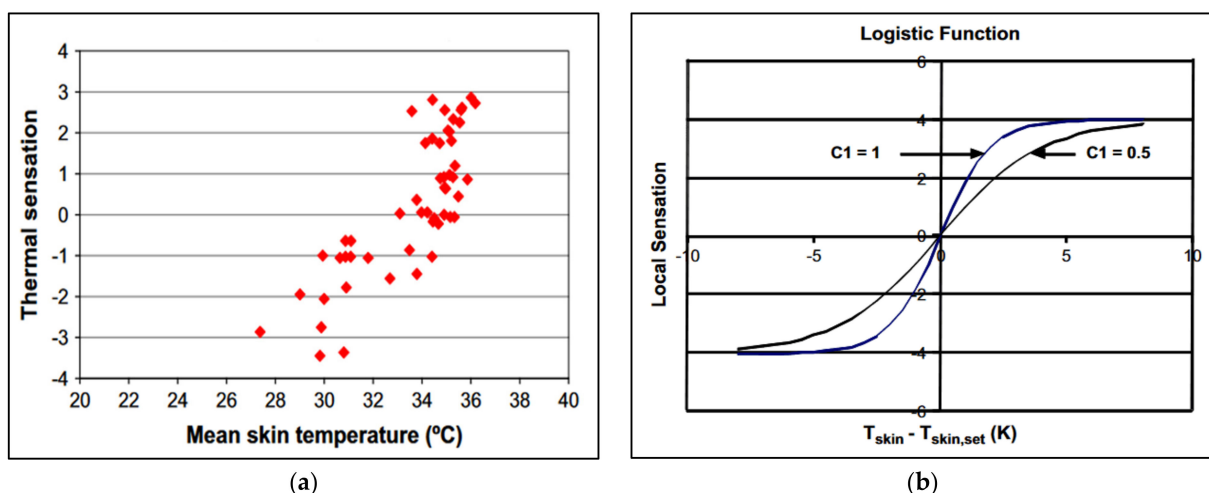 4
3
2
1
0
-1
-2
-3
-4
20 22 24 26 28 30 32 34 36 38 40
Thermal sensation
Mean skin temperature (ºC)
(a)
Logistic Function
6
4
2
0
-2
-4
-6
-10 -5 0 5 10
C1 = 1
C1 = 0.5
Local Sensation
Tskin - Tskin,set (K)
(b)